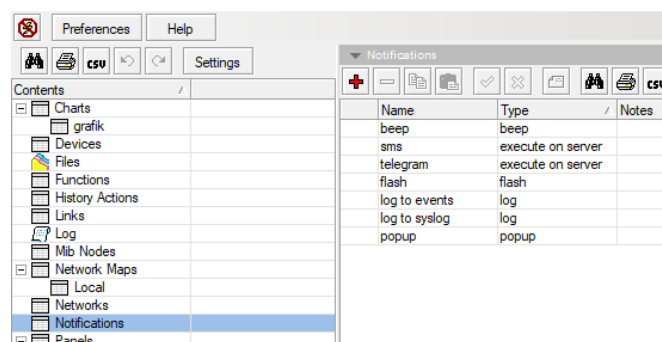 Preferences Help
csv Settings
Notifications
csv
Contents
Charts
grafik
Devices
Files
Functions
History Actions
Links
Log
Mib Nodes
Network Maps
Local
Networks
Notifications
Panels
Name Type Notes
beep beep
sms execute on server
telegram execute on server
flash flash
log to events log
log to syslog log
popup popup